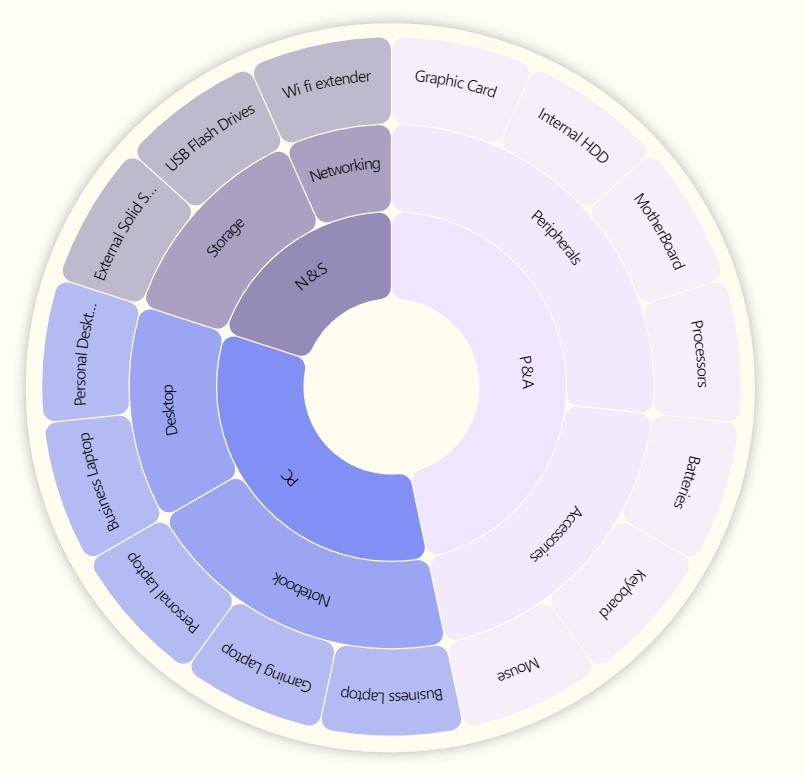 Graphic Card
Internal HDD
MotherBoard
Processors
Batteries
Keyboard
Mouse
Business Laptop
Gaming Laptop
Personal Laptop
Business Laptop
Personal Deskt...
External Solid S...
USB Flash Drives
Wi fi extender
Peripherals
Accessories
Notebook
Desktop
Storage
Networking
P&A
PC
N&S